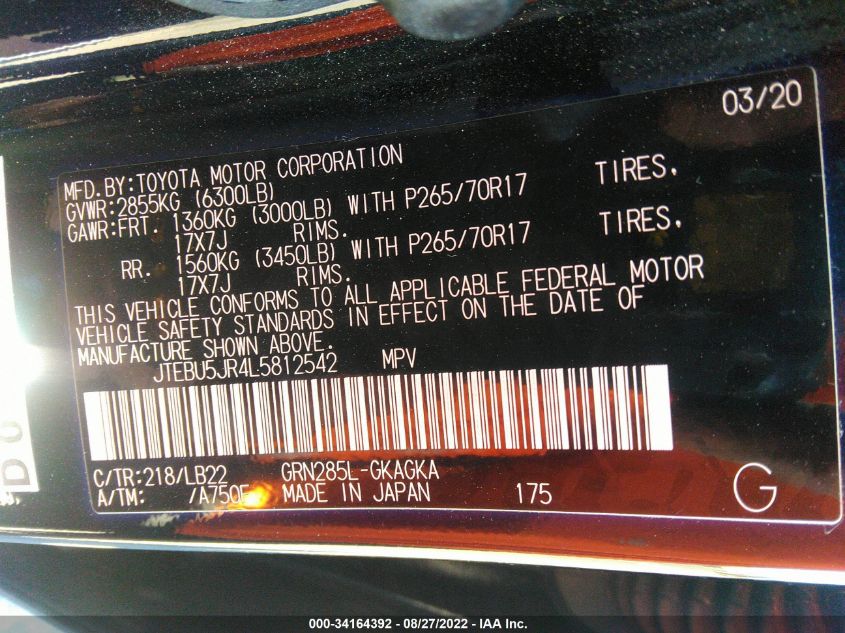 03/20
MFD.BY:TOYOTA MOTOR CORPORATION
GVWR:2855KG (6300LB)
GAWR:FRT. 1360KG (3000LB) WITH P265/70R17 TIRES.
17X7J RIMS.
RR. 1560KG (3450LB) WITH P265/70R17 TIRES.
17X7J RIMS.
THIS VEHICLE CONFORMS TO ALL APPLICABLE FEDERAL MOTOR
VEHICLE SAFETY STANDARDS IN EFFECT ON THE DATE OF
MANUFACTURE SHOWN ABOVE.
JTEBU5JR4L5812542 MPV
C/TR:218/LB22 GRN285L-GKAGKA
A/TM: /A750F MADE IN JAPAN 175 G
000-34164392 - 08/27/2022 - IAA Inc.